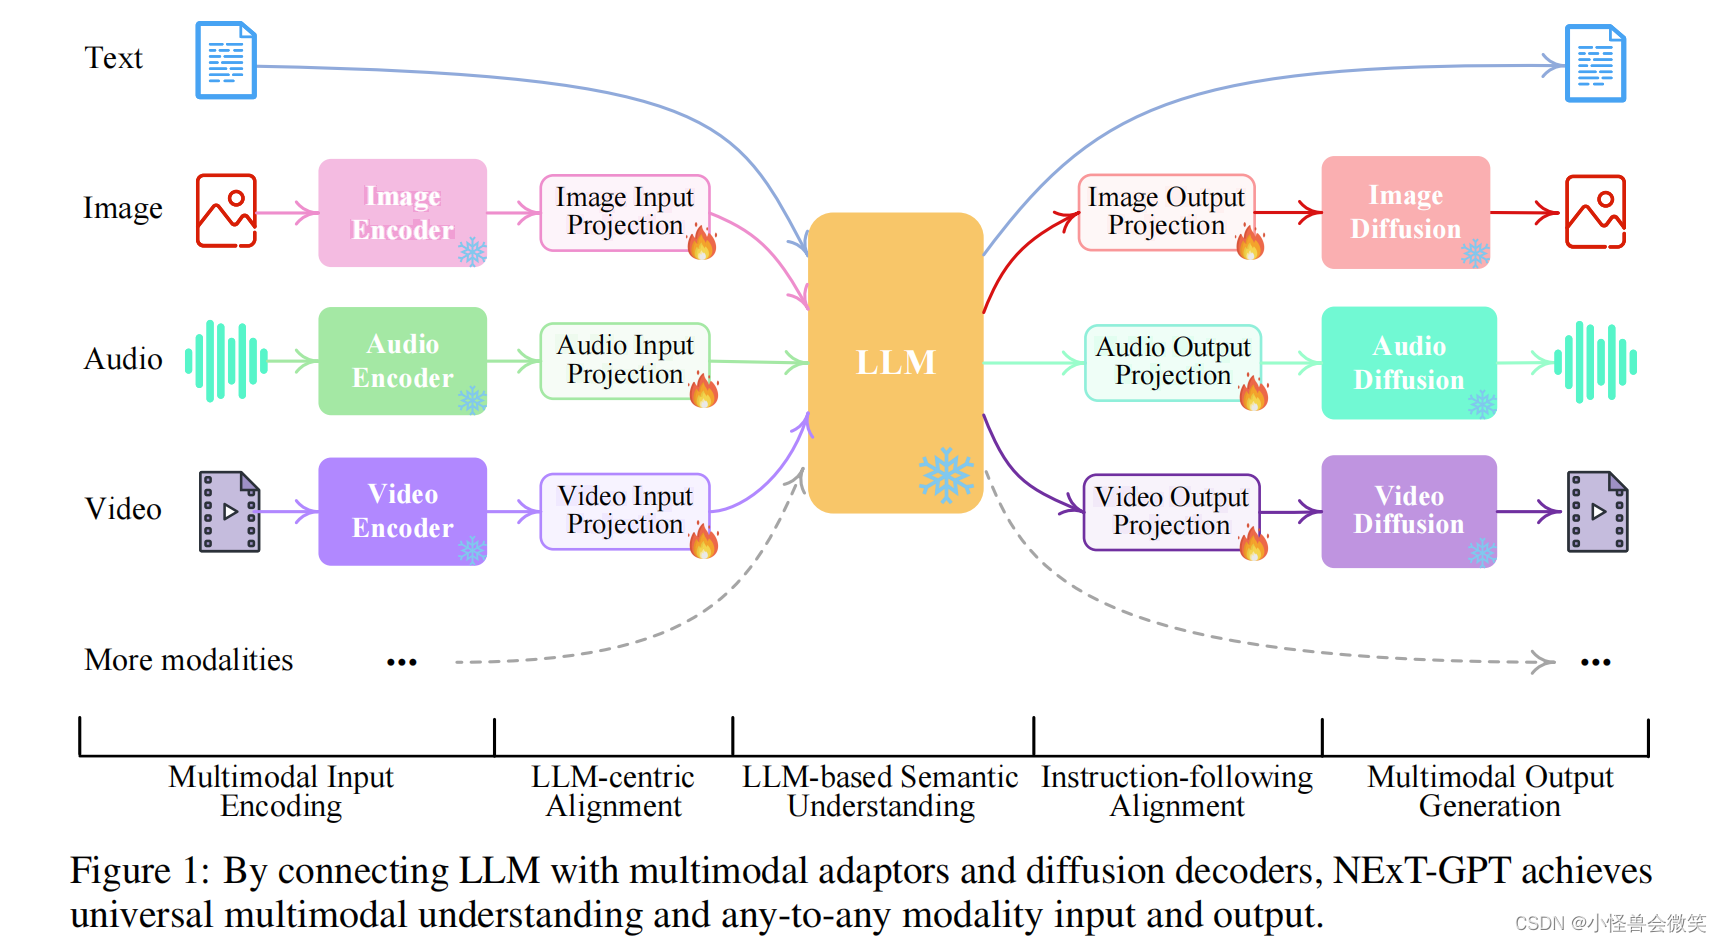 Text
Image
Image
Encoder
Image Input
Projection
Image Output
Projection
Image
Diffusion
Audio
Audio
Encoder
Audio Input
Projection
LLM
Audio Output
Projection
Audio
Diffusion
Video
Video
Encoder
Video Input
Projection
Video Output
Projection
Video
Diffusion
More modalities
...
...
Multimodal Input
Encoding
LLM-centric
Alignment
LLM-based Semantic
Understanding
Instruction-following
Alignment
Multimodal Output
Generation
Figure 1: By connecting LLM with multimodal adaptors and diffusion decoders, NExT-GPT achieves
universal multimodal understanding and any-to-any modality input and output.
CSDN @小怪兽会微笑